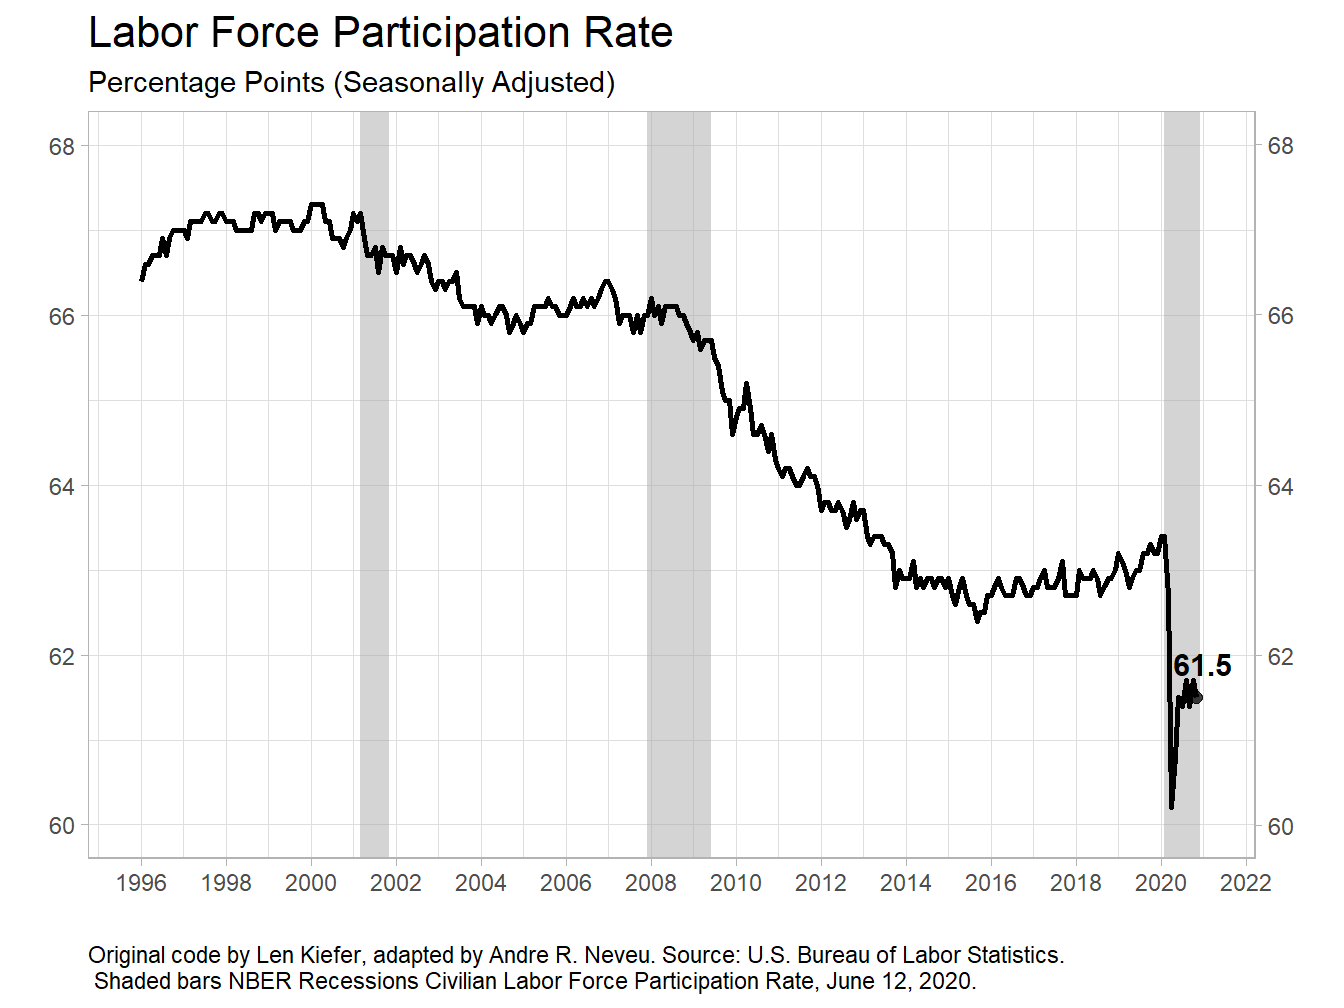 Labor Force Participation Rate
Percentage Points (Seasonally Adjusted)
68
68
66
66
64
64
62
62
61.5
60
60
1996 1998 2000 2002 2004 2006 2008 2010 2012 2014 2016 2018 2020 2022
Original code by Len Kiefer, adapted by Andre R. Neveu. Source: U.S. Bureau of Labor Statistics.
Shaded bars NBER Recessions Civilian Labor Force Participation Rate, June 12, 2020.